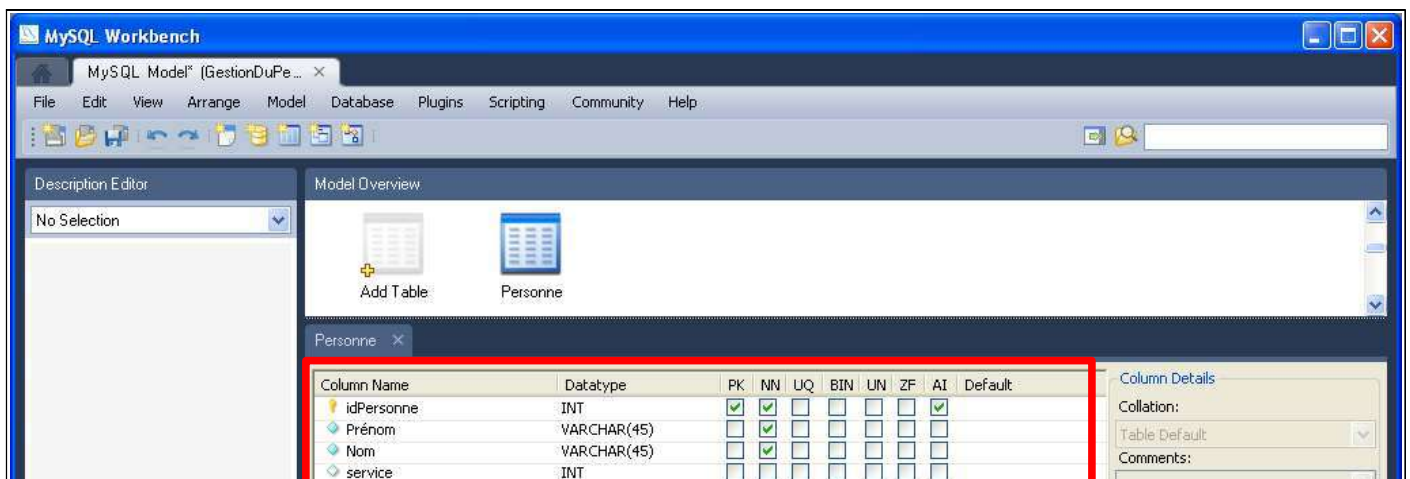 MySQL Workbench
MySQL Model* (GestionDuPe...
File Edit View Arrange Model Database Plugins Scripting Community Help
Description Editor
Model Overview
No Selection
Add Table
Personne
Personne
Column Name Datatype PK NN UQ BIN UN ZF AI Default
Column Details
idPersonne INT
Collation:
Prénom VARCHAR(45)
Table Default
Nom VARCHAR(45)
Comments:
service INT